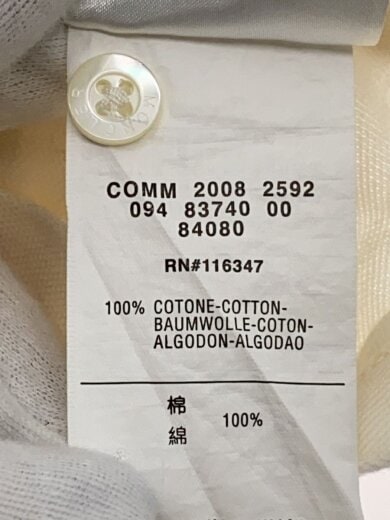 COMM 2008 2592
094 83740 00
84080
RN#116347
100% COTONE-COTTON-
BAUMWOLLE-COTON-
ALGODON-ALGODAO
棉
綿 100%